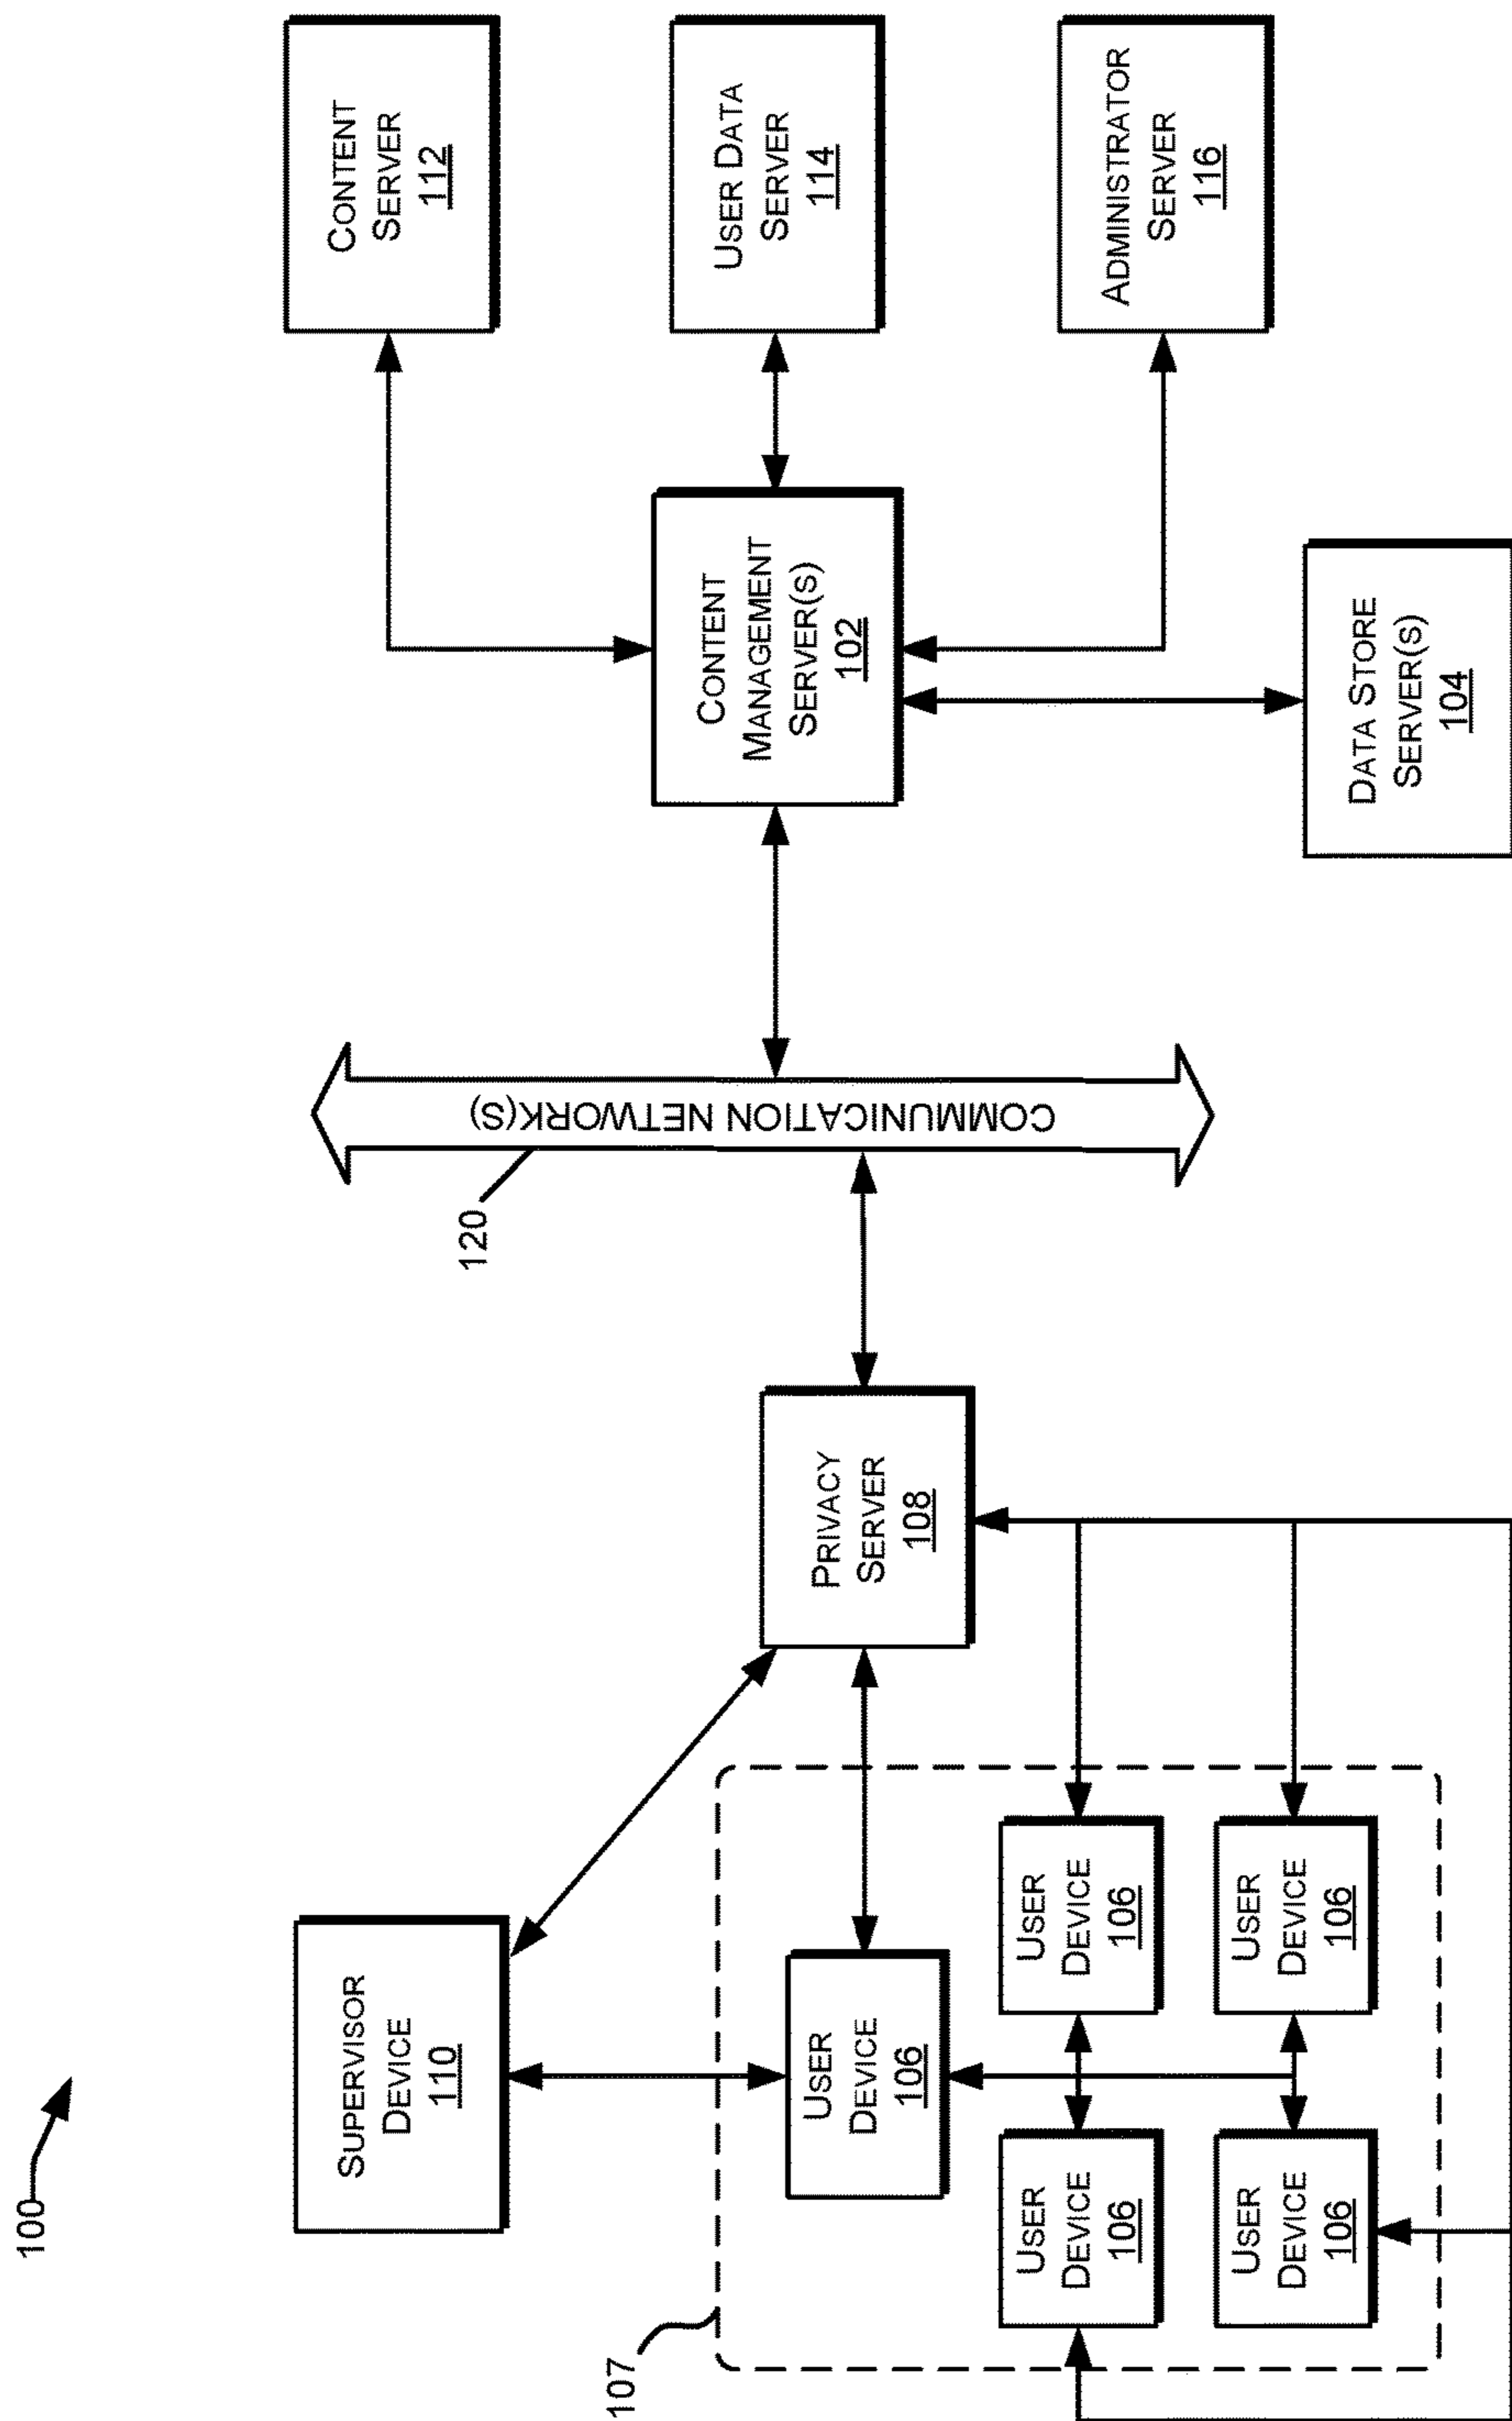 100
SUPERVISOR
DEVICE
110
107
USER
DEVICE
106
USER
DEVICE
106
USER
DEVICE
106
USER
DEVICE
106
USER
DEVICE
106
PRIVACY
SERVER
108
120
COMMUNICATION NETWORK(S)
CONTENT
MANAGEMENT
SERVER(S)
102
DATA STORE
SERVER(S)
104
CONTENT
SERVER
112
USER DATA
SERVER
114
ADMINISTRATOR
SERVER
116